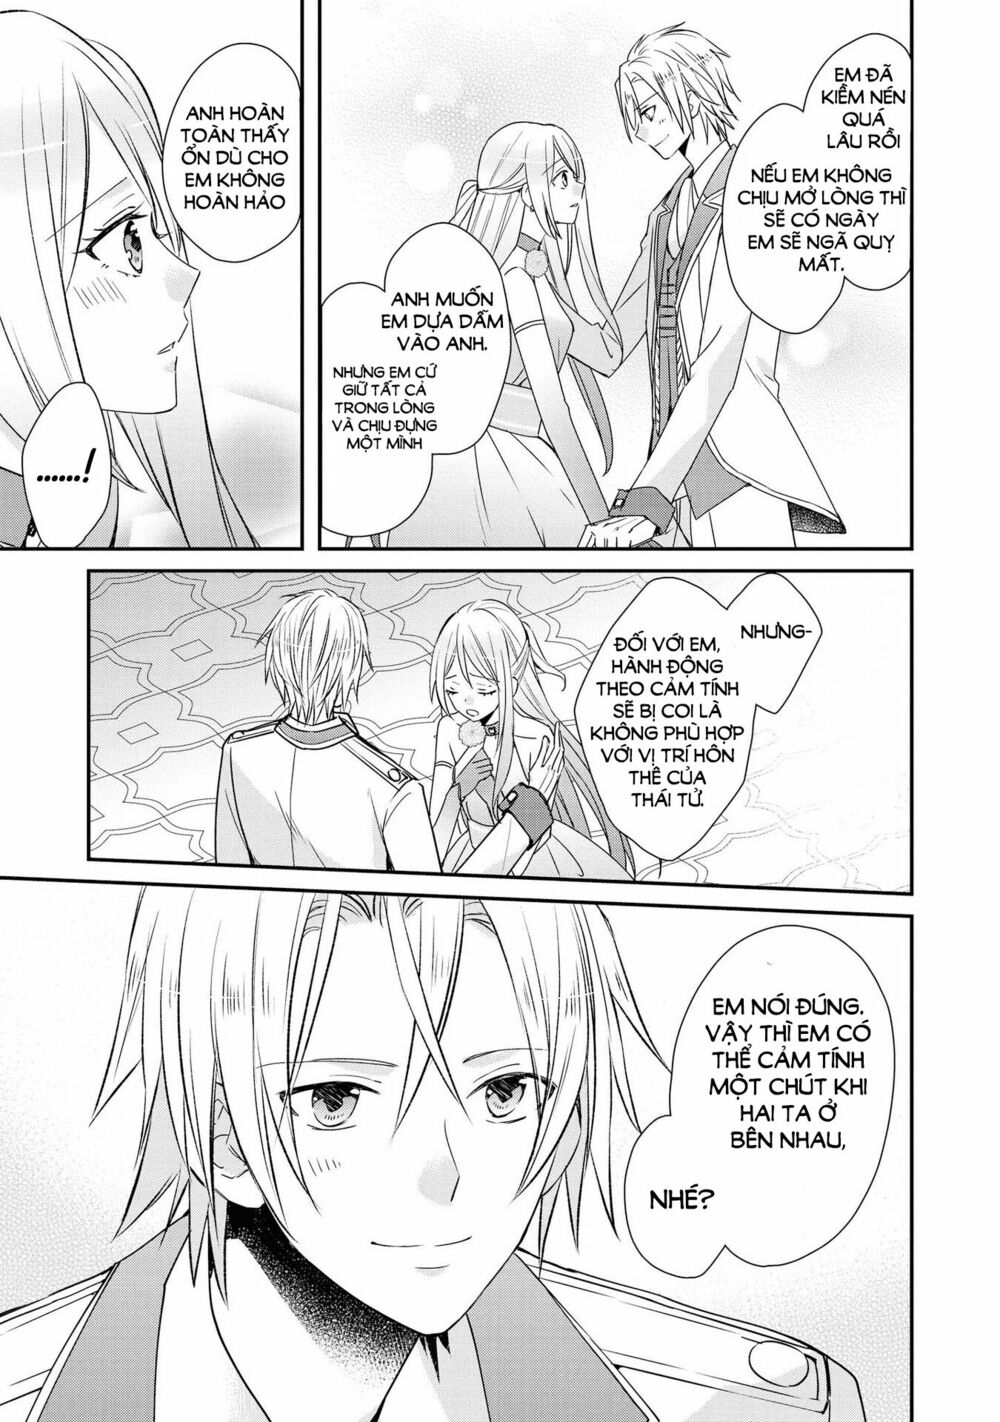 EM ĐÃ
KIỀM NÉN
QUÁ
LÂU RỒI
NẾU EM KHÔNG
CHỊU MỞ LÒNG THÌ
SẼ CÓ NGÀY
EM SẼ NGÃ QUỴ
MẤT.
ANH MUỐN
EM DỰA DẪM
VÀO ANH.
NHƯNG EM CỨ
GIỮ TẤT CẢ
TRONG LÒNG
VÀ CHỊU ĐỰNG
MỘT MÌNH
ANH HOÀN
TOÀN THẤY
ỔN DÙ CHO
EM KHÔNG
HOÀN HẢO
.......!
NHƯNG-
ĐỐI VỚI EM,
HÀNH ĐỘNG
THEO CẢM TÍNH
SẼ BỊ COI LÀ
KHÔNG PHÙ HỢP
VỚI VỊ TRÍ HÔN
THÊ CỦA
THÁI TỬ.
EM NÓI ĐÚNG.
VẬY THÌ EM CÓ
THỂ CẢM TÍNH
MỘT CHÚT KHI
HAI TA Ở
BÊN NHAU,
NHÉ?